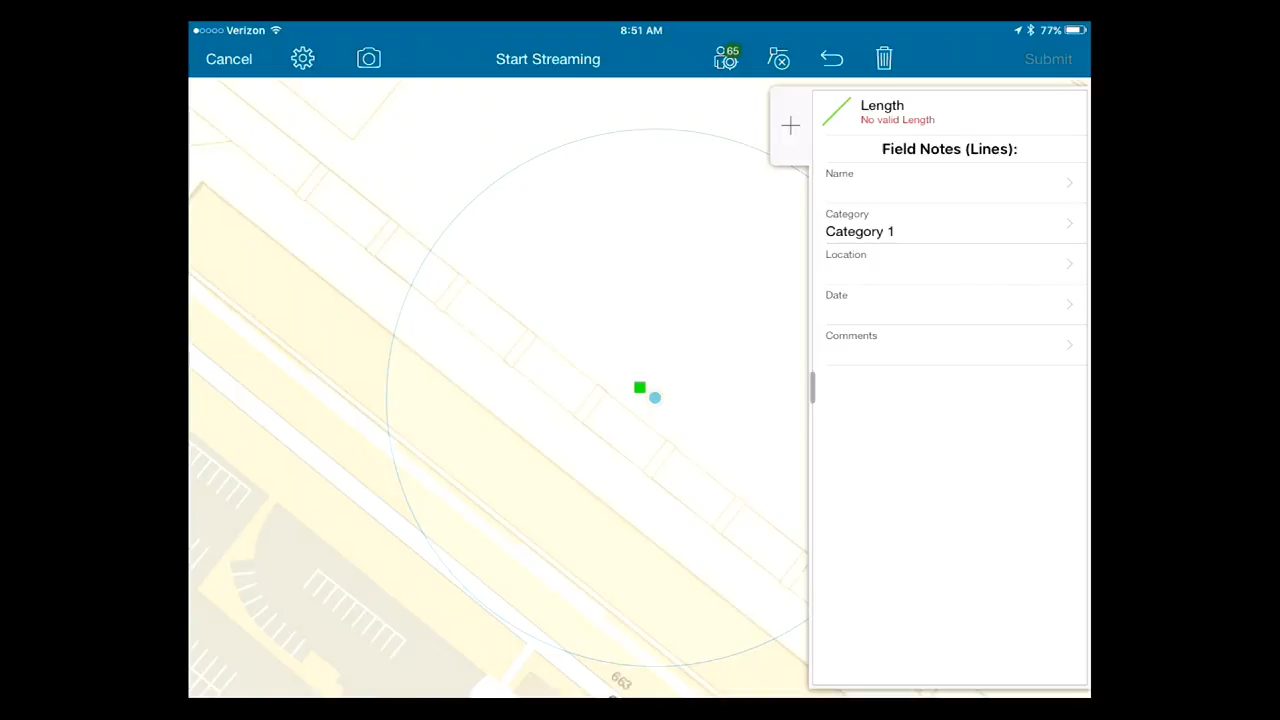 Verizon 8:51 AM 77%
Cancel Start Streaming 65 Submit
Length
No valid Length
Field Notes (Lines):
Name
Category
Category 1
Location
Date
Comments
663